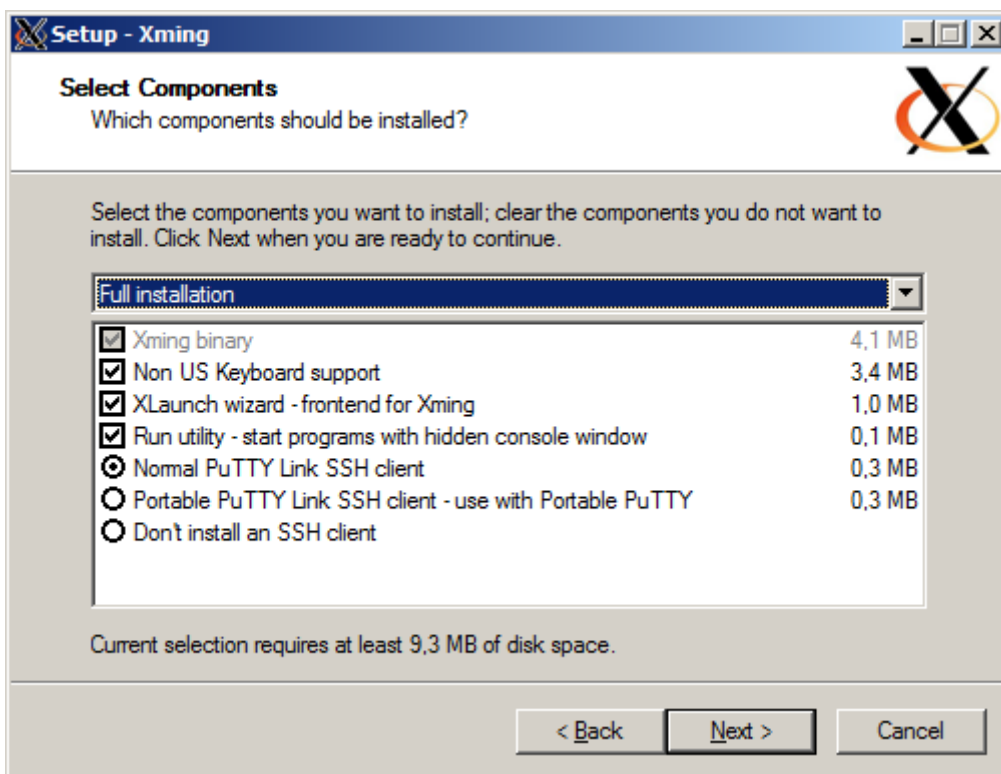 Setup - Xming
Select Components
Which components should be installed?
Select the components you want to install; clear the components you do not want to
install. Click Next when you are ready to continue.
Full installation
Xming binary 4,1 MB
Non US Keyboard support 3,4 MB
XLaunch wizard - frontend for Xming 1,0 MB
Run utility - start programs with hidden console window 0,1 MB
Normal PuTTY Link SSH client 0,3 MB
Portable PuTTY Link SSH client - use with Portable PuTTY 0,3 MB
Don't install an SSH client
Current selection requires at least 9,3 MB of disk space.
< Back Next > Cancel